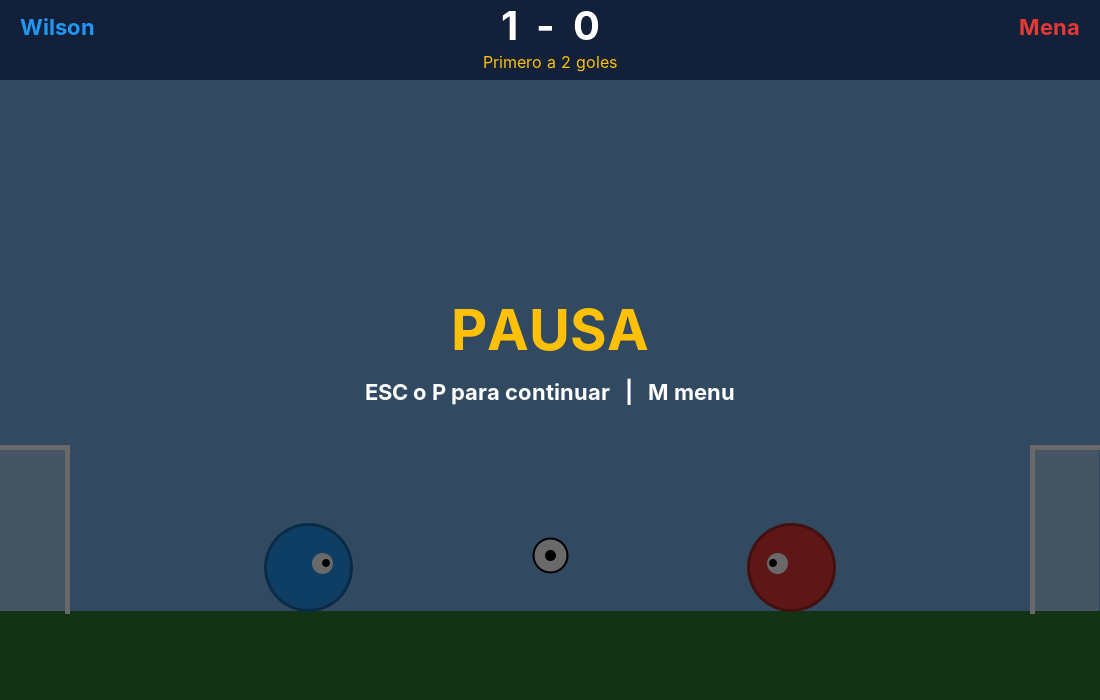 Wilson
1 - 0
Mena
Primero a 2 goles
PAUSA
ESC o P para continuar | M menu